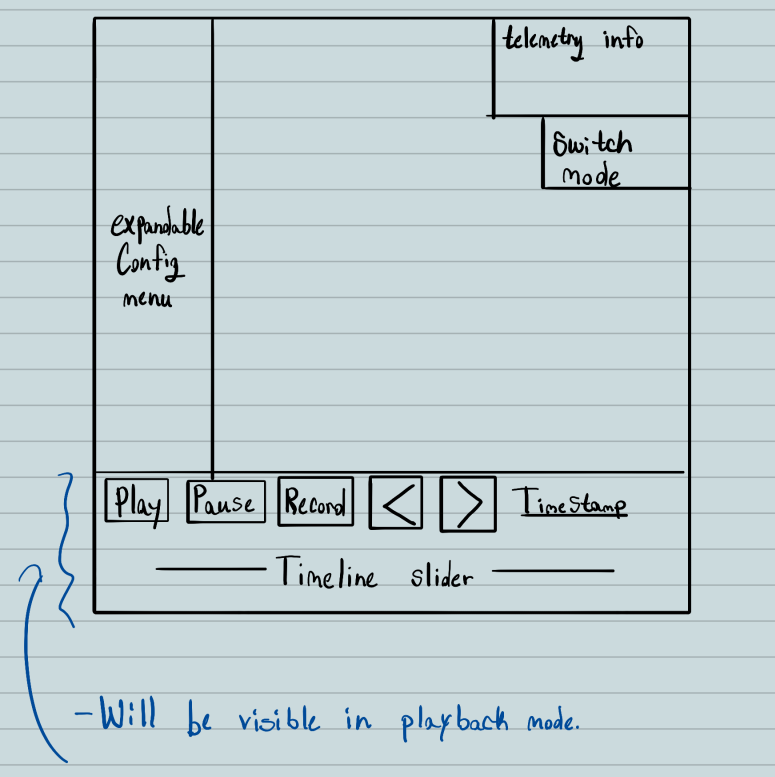 telemetry info
Switch
mode
expandable
Config
menu
Play Pause Record < > TimeStamp
Timeline slider
- Will be visible in playback mode.